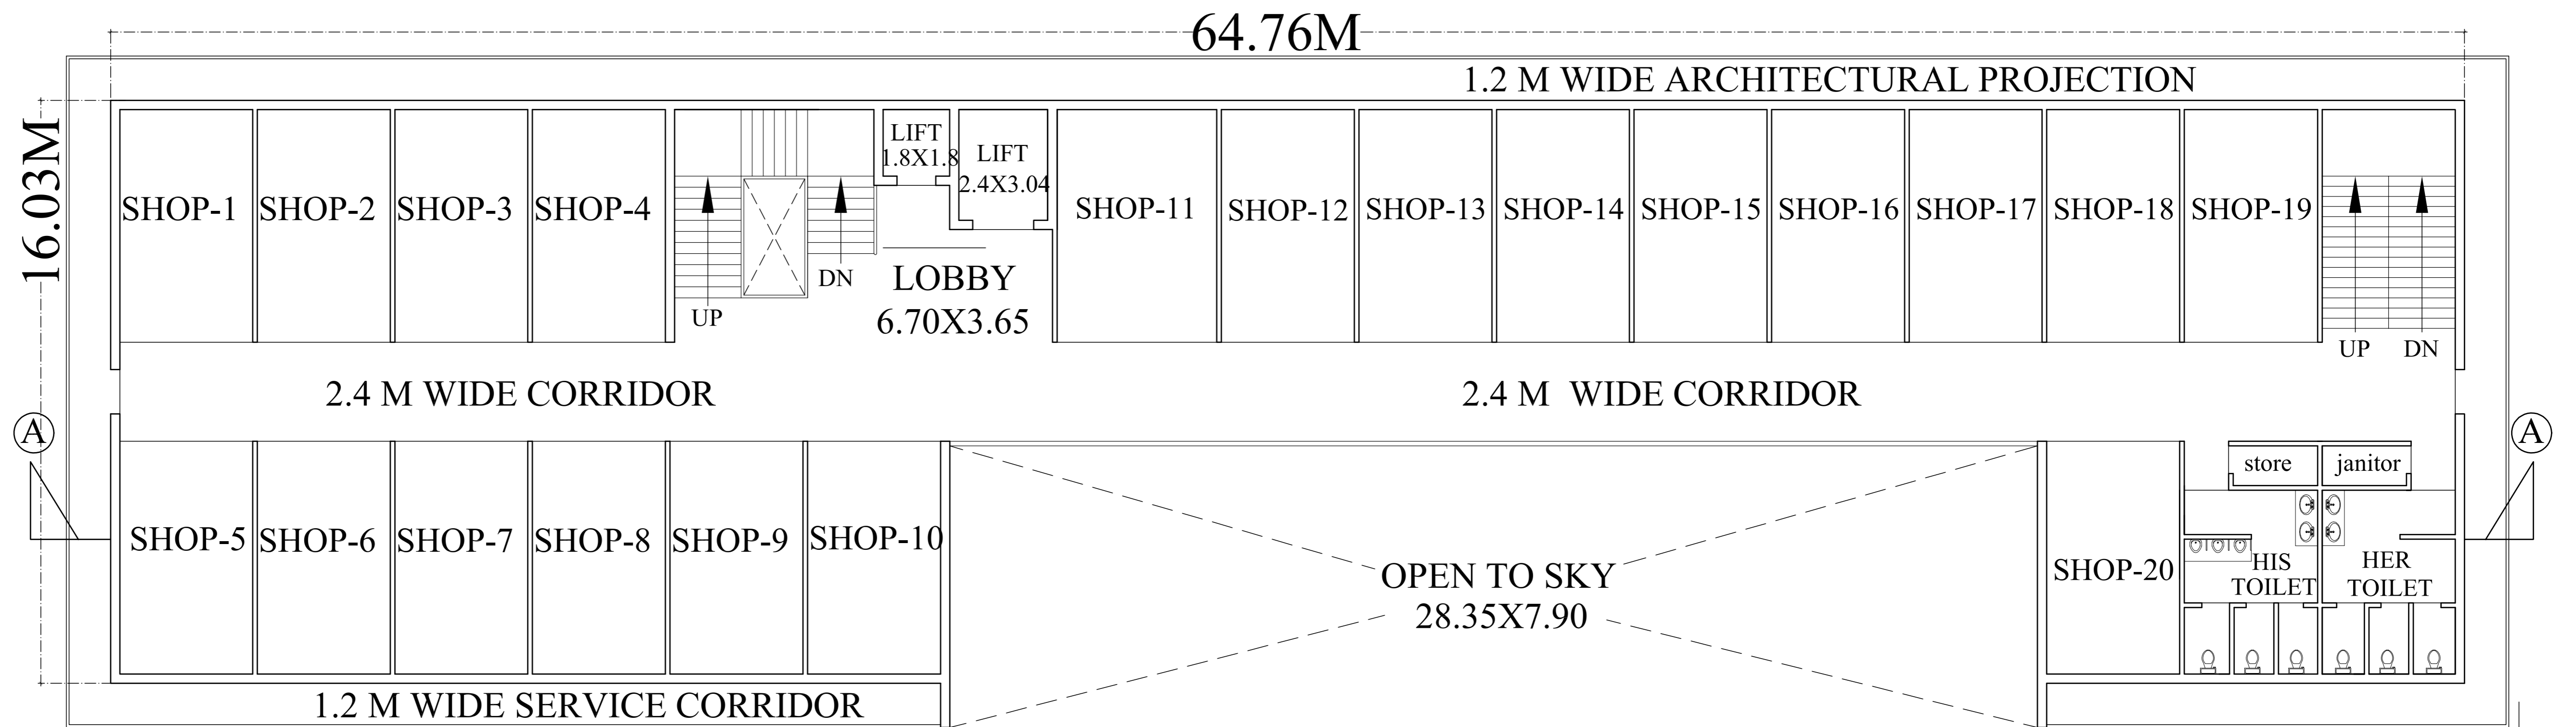 64.76M
1.2 M WIDE ARCHITECTURAL PROJECTION
16.03M
LIFT
1.8X1.8
LIFT
2.4X3.04
SHOP-1
SHOP-2
SHOP-3
SHOP-4
SHOP-11
SHOP-12
SHOP-13
SHOP-14
SHOP-15
SHOP-16
SHOP-17
SHOP-18
SHOP-19
UP
DN
LOBBY
6.70X3.65
UP
DN
2.4 M WIDE CORRIDOR
2.4 M WIDE CORRIDOR
A
A
store
janitor
SHOP-5
SHOP-6
SHOP-7
SHOP-8
SHOP-9
SHOP-10
OPEN TO SKY
28.35X7.90
SHOP-20
HIS
TOILET
HER
TOILET
1.2 M WIDE SERVICE CORRIDOR